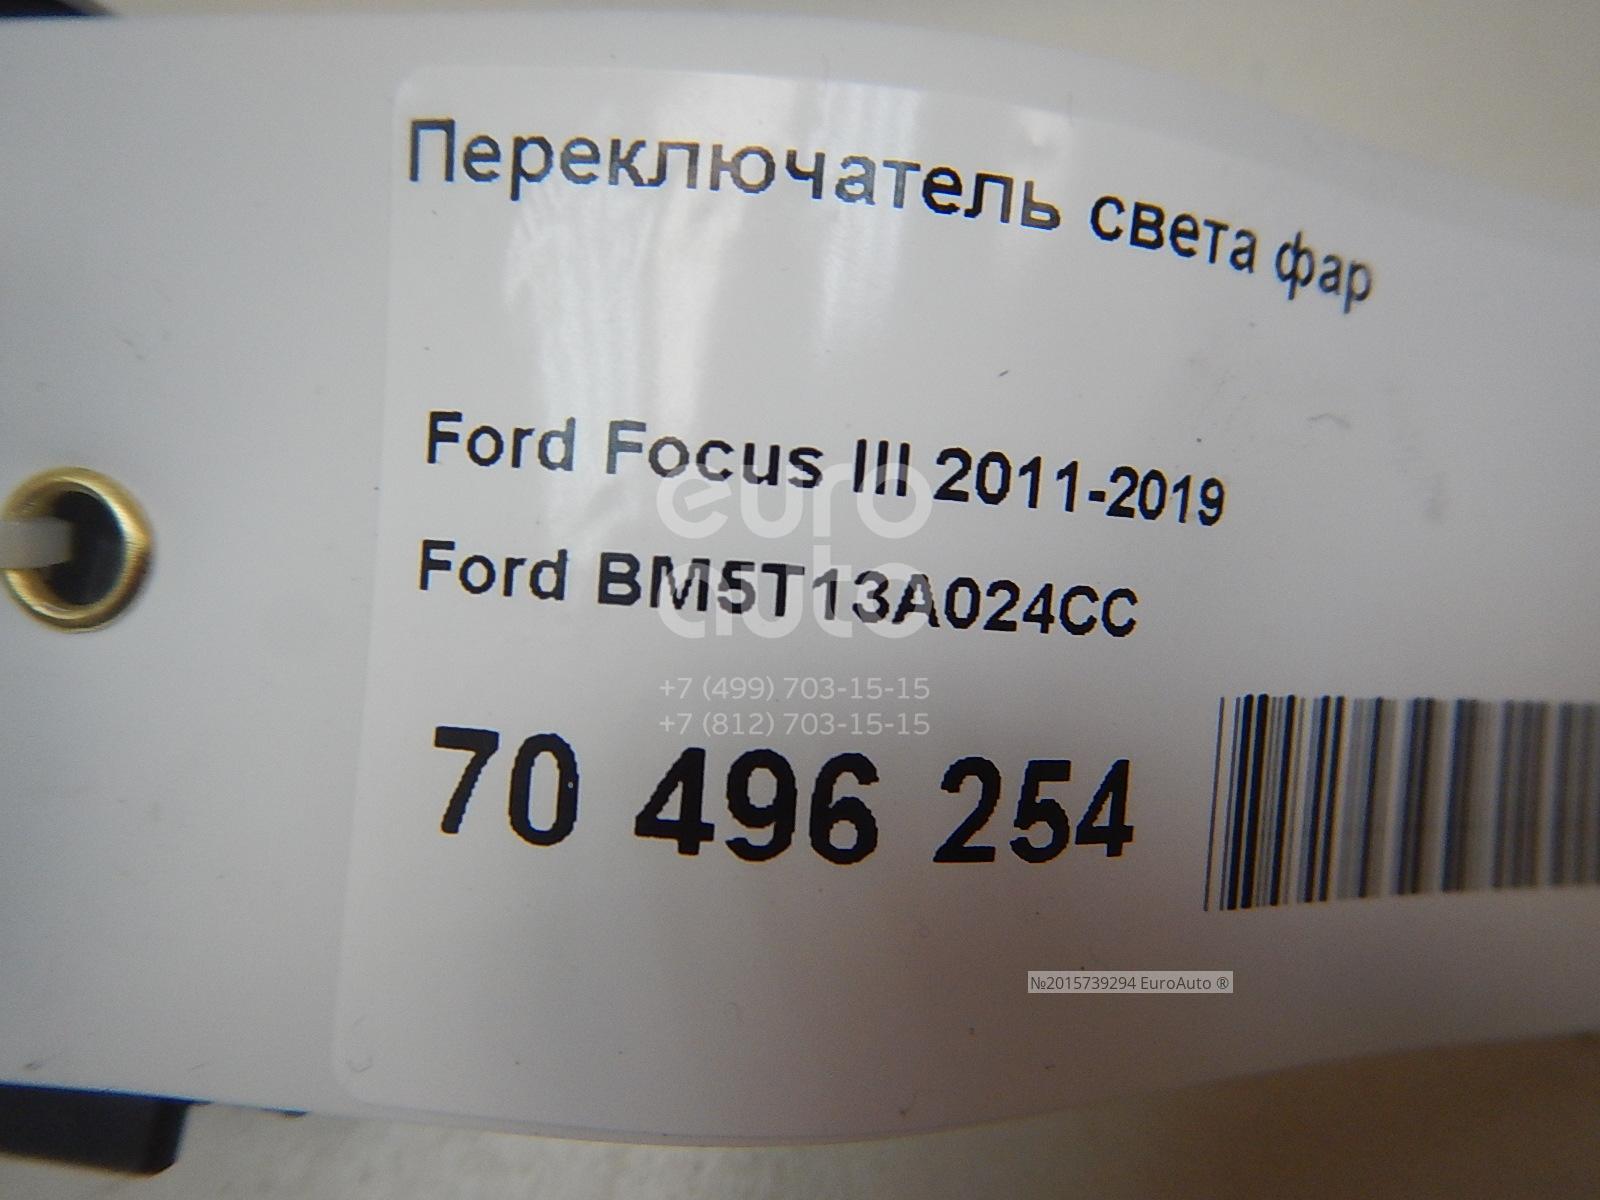 Переключатель света фар
Ford Focus III 2011-2019
Ford BM5T13A024CC
euro
auto
+7 (499) 703-15-15
+7 (812) 703-15-15
70 496 254
№2015739294 EuroAuto ®